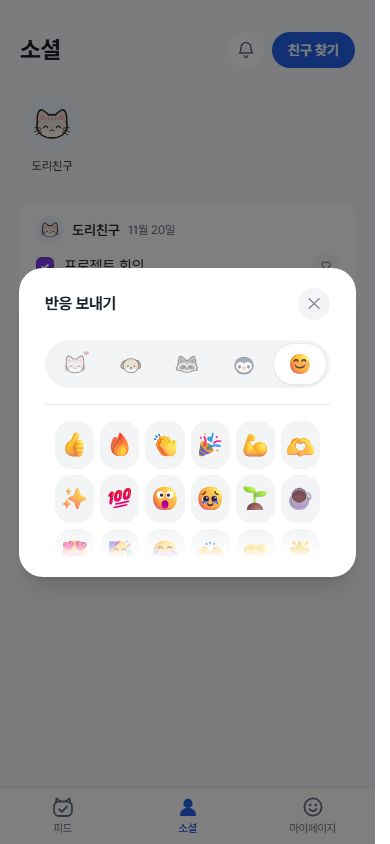 소셜
친구 찾기
도리친구
도리친구 11월 20일
프로젝트 회의
반응 보내기
💯
피드
소셜
마이페이지